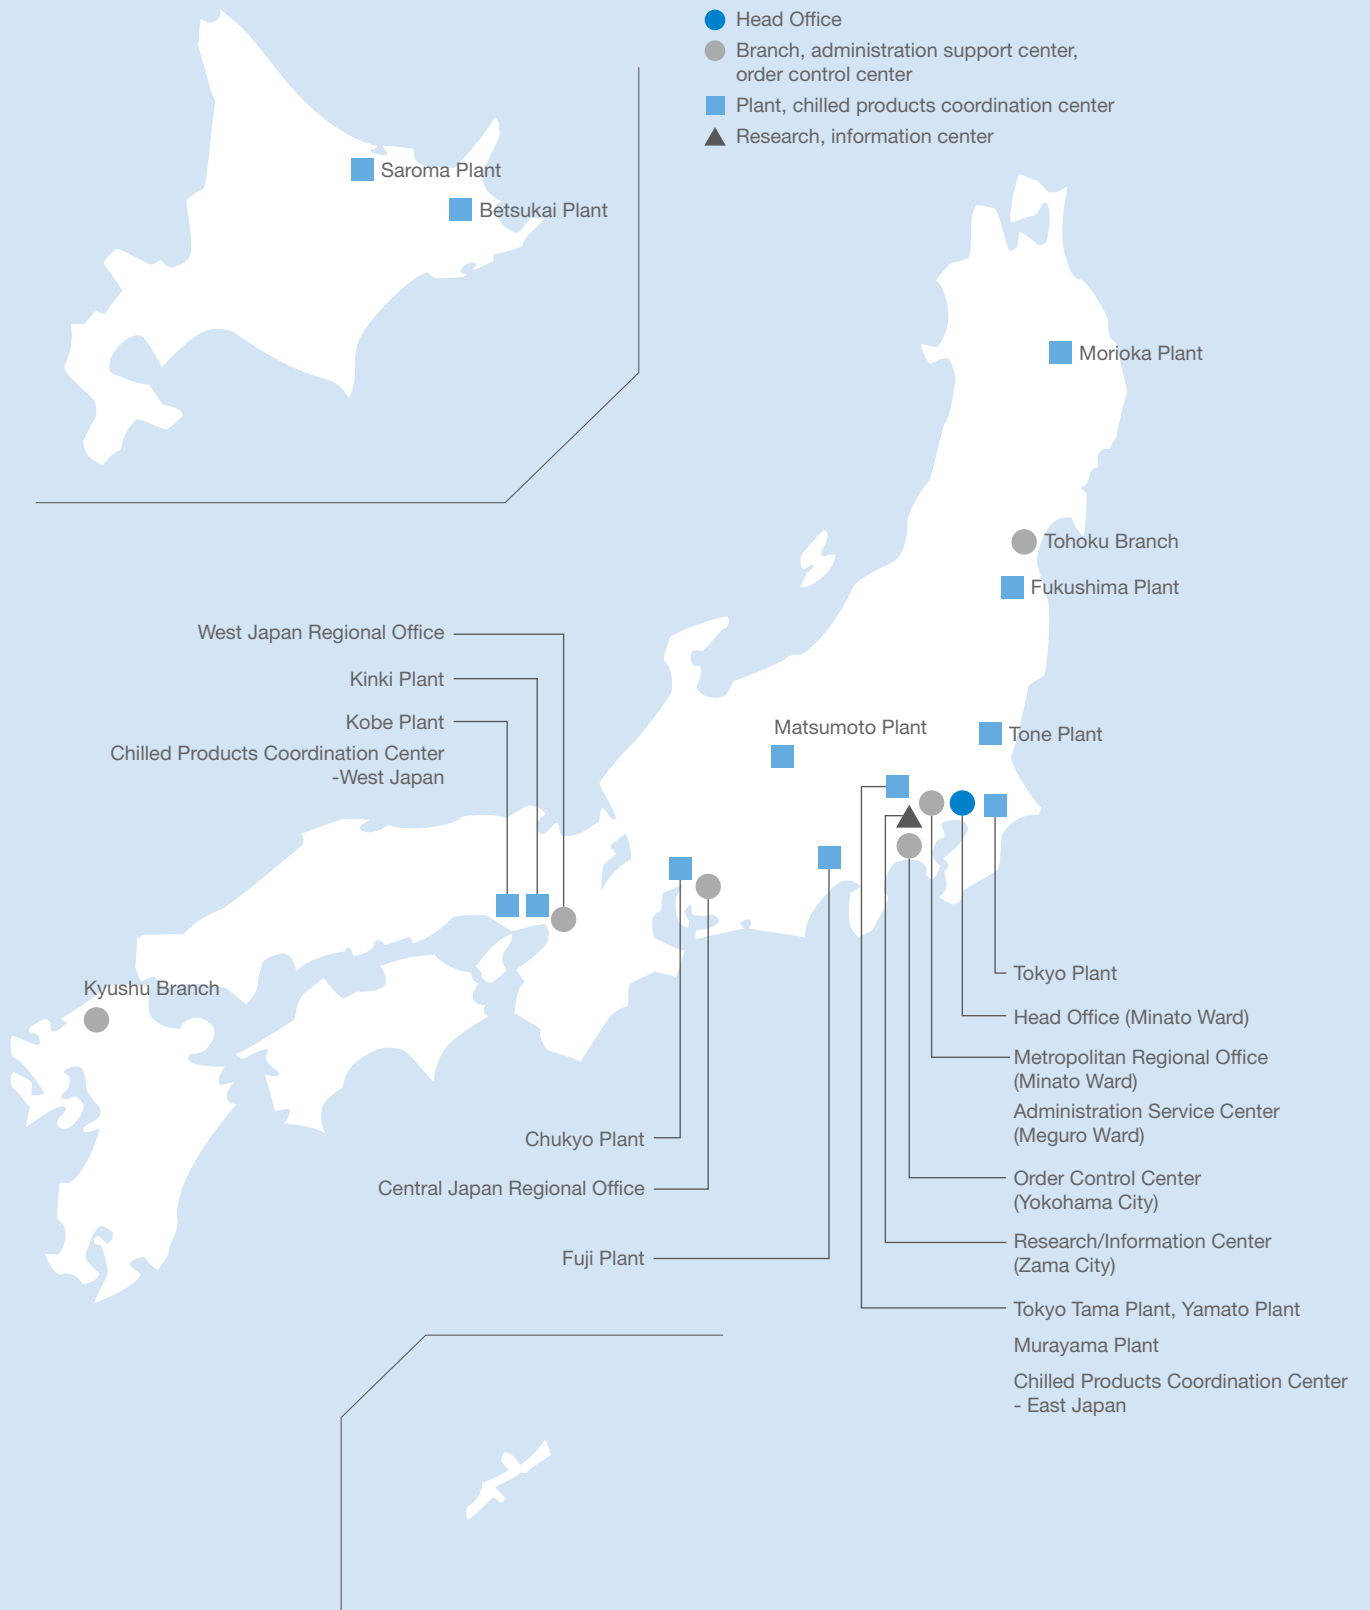 Head Office
Branch, administration support center,
order control center
Plant, chilled products coordination center
Research, information center
Saroma Plant
Betsukai Plant
Morioka Plant
Tohoku Branch
Fukushima Plant
West Japan Regional Office
Kinki Plant
Kobe Plant
Chilled Products Coordination Center
-West Japan
Matsumoto Plant
Tone Plant
Kyushu Branch
Tokyo Plant
Head Office (Minato Ward)
Metropolitan Regional Office
(Minato Ward)
Administration Service Center
(Meguro Ward)
Chukyo Plant
Central Japan Regional Office
Order Control Center
(Yokohama City)
Fuji Plant
Research/Information Center
(Zama City)
Tokyo Tama Plant, Yamato Plant
Murayama Plant
Chilled Products Coordination Center
- East Japan